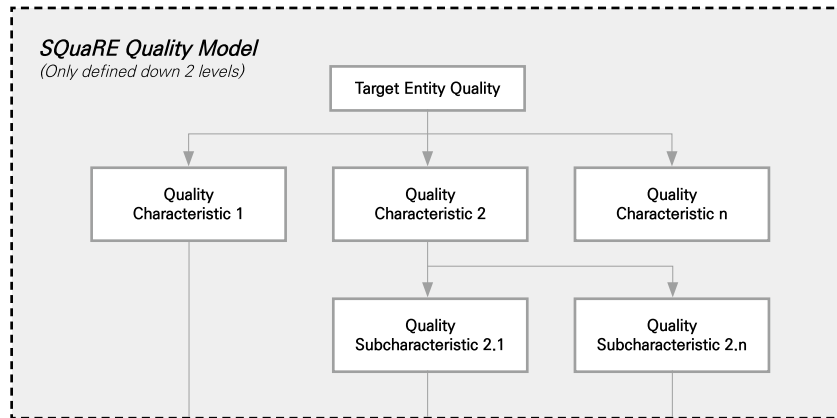 SQuaRE Quality Model
(Only defined down 2 levels)
Target Entity Quality
Quality
Characteristic 1
Quality
Characteristic 2
Quality
Characteristic n
Quality
Subcharacteristic 2.1
Quality
Subcharacteristic 2.n